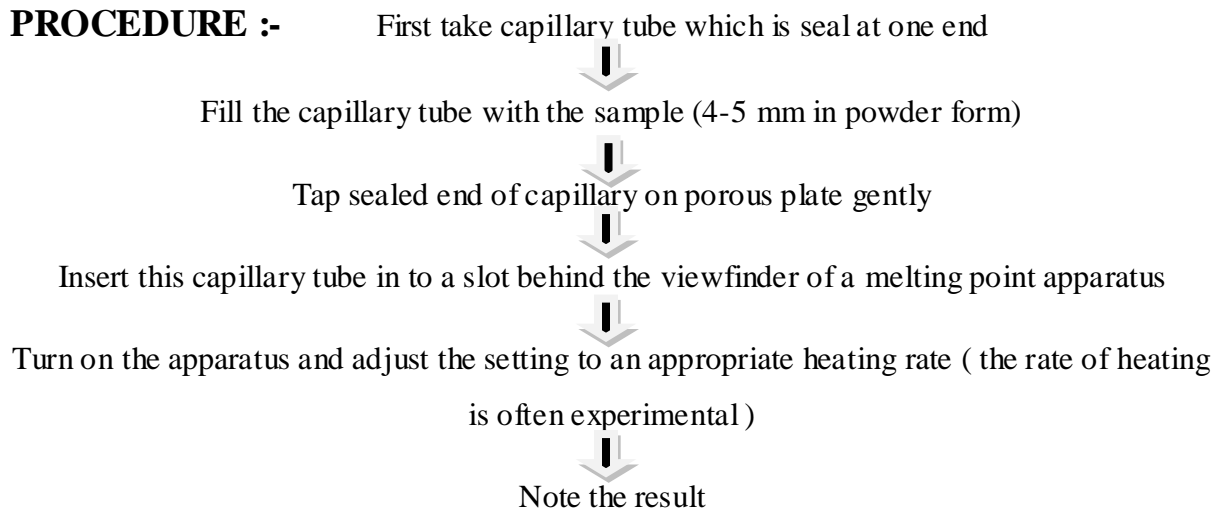 PROCEDURE :- First take capillary tube which is seal at one end
Fill the capillary tube with the sample (4-5 mm in powder form)
Tap sealed end of capillary on porous plate gently
Insert this capillary tube in to a slot behind the viewfinder of a melting point apparatus
Turn on the apparatus and adjust the setting to an appropriate heating rate ( the rate of heating
is often experimental )
Note the result